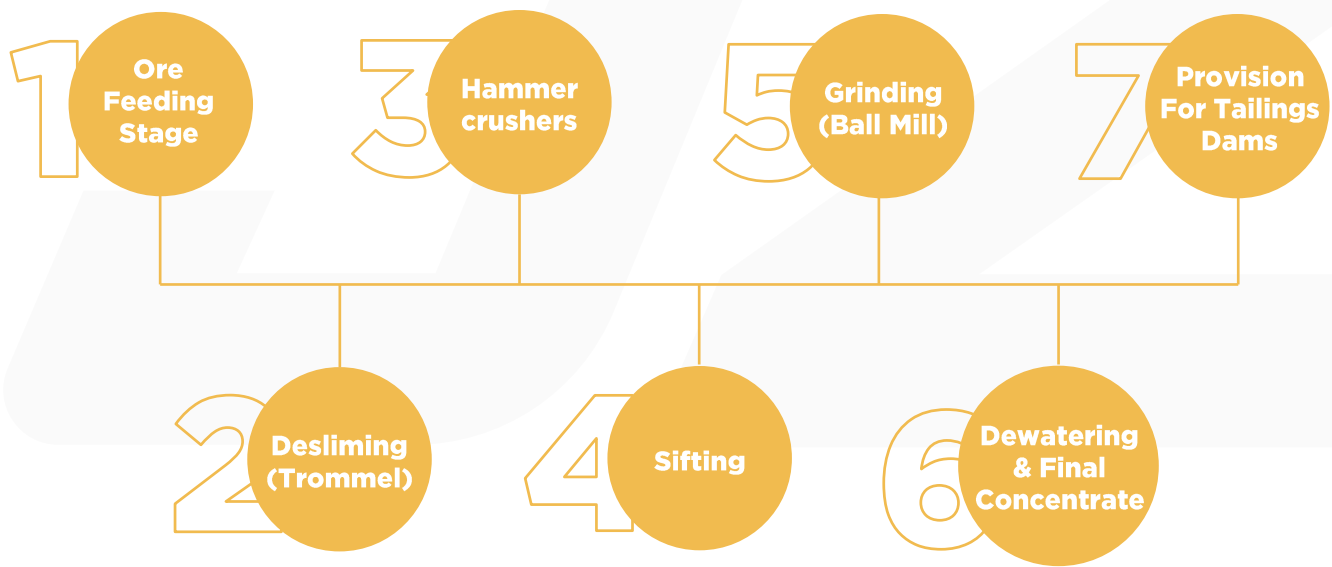 1
Ore
Feeding
Stage
2
Desliming
(Trommel)
3
Hammer
crushers
4
Sifting
5
Grinding
(Ball Mill)
6
Dewatering
& Final
Concentrate
7
Provision
For Tailings
Dams